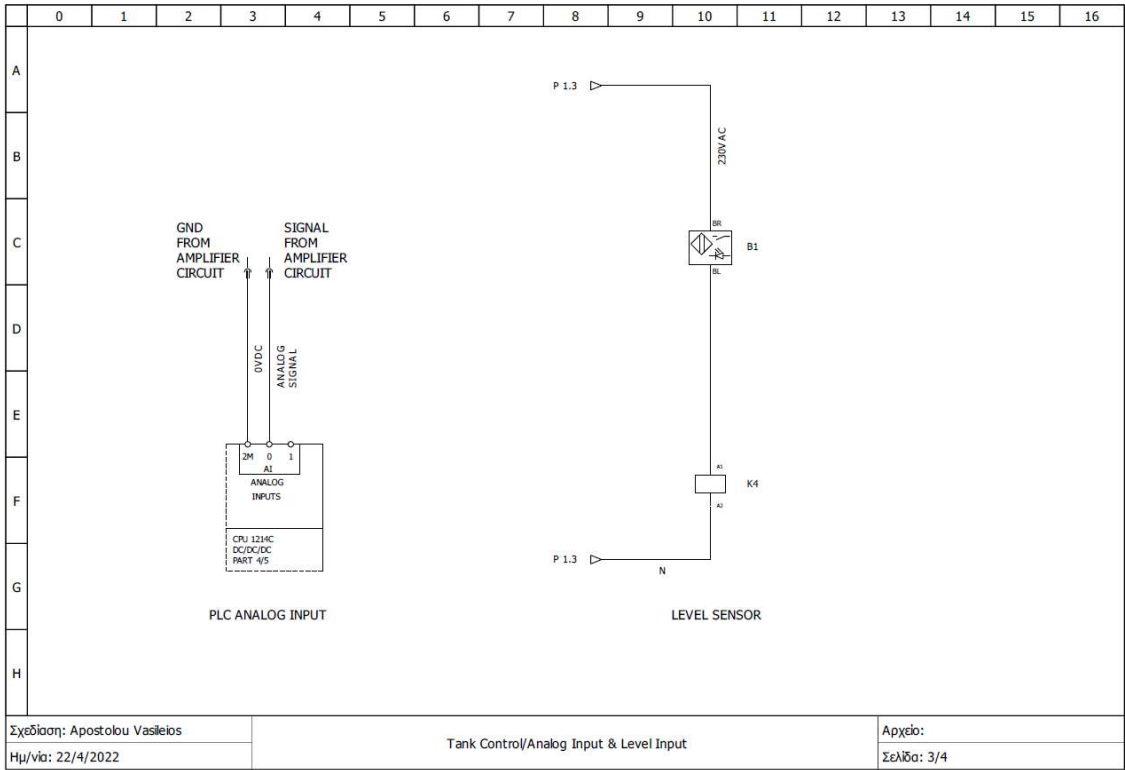 0 1 2 3 4 5 6 7 8 9 10 11 12 13 14 15 16
A
B
C
D
E
F
G
H
GND
FROM
AMPLIFIER
CIRCUIT
SIGNAL
FROM
AMPLIFIER
CIRCUIT
0VDC
ANALOG
SIGNAL
2M 0 1
AI
ANALOG
INPUTS
CPU 1214C
DC/DC/DC
PART 4/5
PLC ANALOG INPUT
P 1.3
230VAC
BR
B1
BL
A1
K4
A2
P 1.3
N
LEVEL SENSOR
Σχεδίαση: Apostolou Vasileios
Ημ/νία: 22/4/2022
Tank Control/Analog Input & Level Input
Αρχείο:
Σελίδα: 3/4